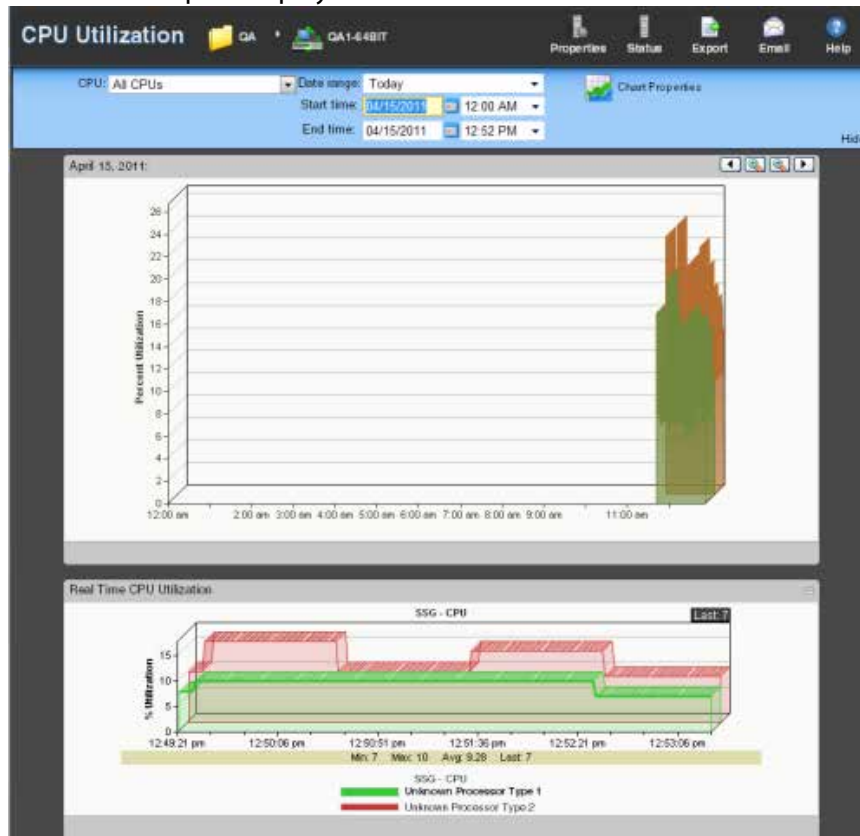 CPU Utilization QA QA1-64BIT
Properties Status Export Email Help
CPU: All CPUs Date range: Today Chart Properties
Start time: 04/15/2011 12:00 AM
End time: 04/15/2011 12:52 PM
April 15, 2011:
26
24
22
20
18
16
14
12
10
8
6
4
2
0
Percent Utilization
12:00 am 2:00 am 3:00 am 4:00 am 5:00 am 6:00 am 7:00 am 8:00 am 9:00 am 11:00 am
Real Time CPU Utilization
SSG - CPU
Last: 7
15
10
5
0
% Utilization
12:49:21 pm 12:50:06 pm 12:50:51 pm 12:51:36 pm 12:52:21 pm 12:53:06 pm
Min: 7 Max: 10 Avg: 9.28 Last: 7
SSG - CPU
Unknown Processor Type 1
Unknown Processor Type 2